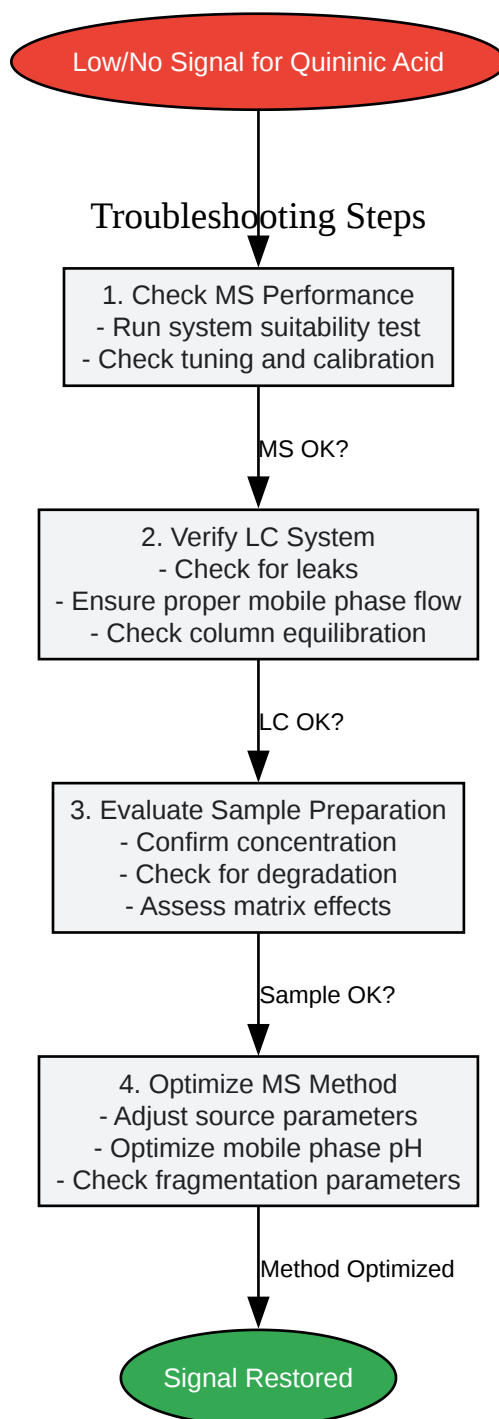 Low/No Signal for Quininic Acid
Troubleshooting Steps
1. Check MS Performance
- Run system suitability test
- Check tuning and calibration
MS OK?
2. Verify LC System
- Check for leaks
- Ensure proper mobile phase flow
- Check column equilibration
LC OK?
3. Evaluate Sample Preparation
- Confirm concentration
- Check for degradation
- Assess matrix effects
Sample OK?
4. Optimize MS Method
- Adjust source parameters
- Optimize mobile phase pH
- Check fragmentation parameters
Method Optimized
Signal Restored